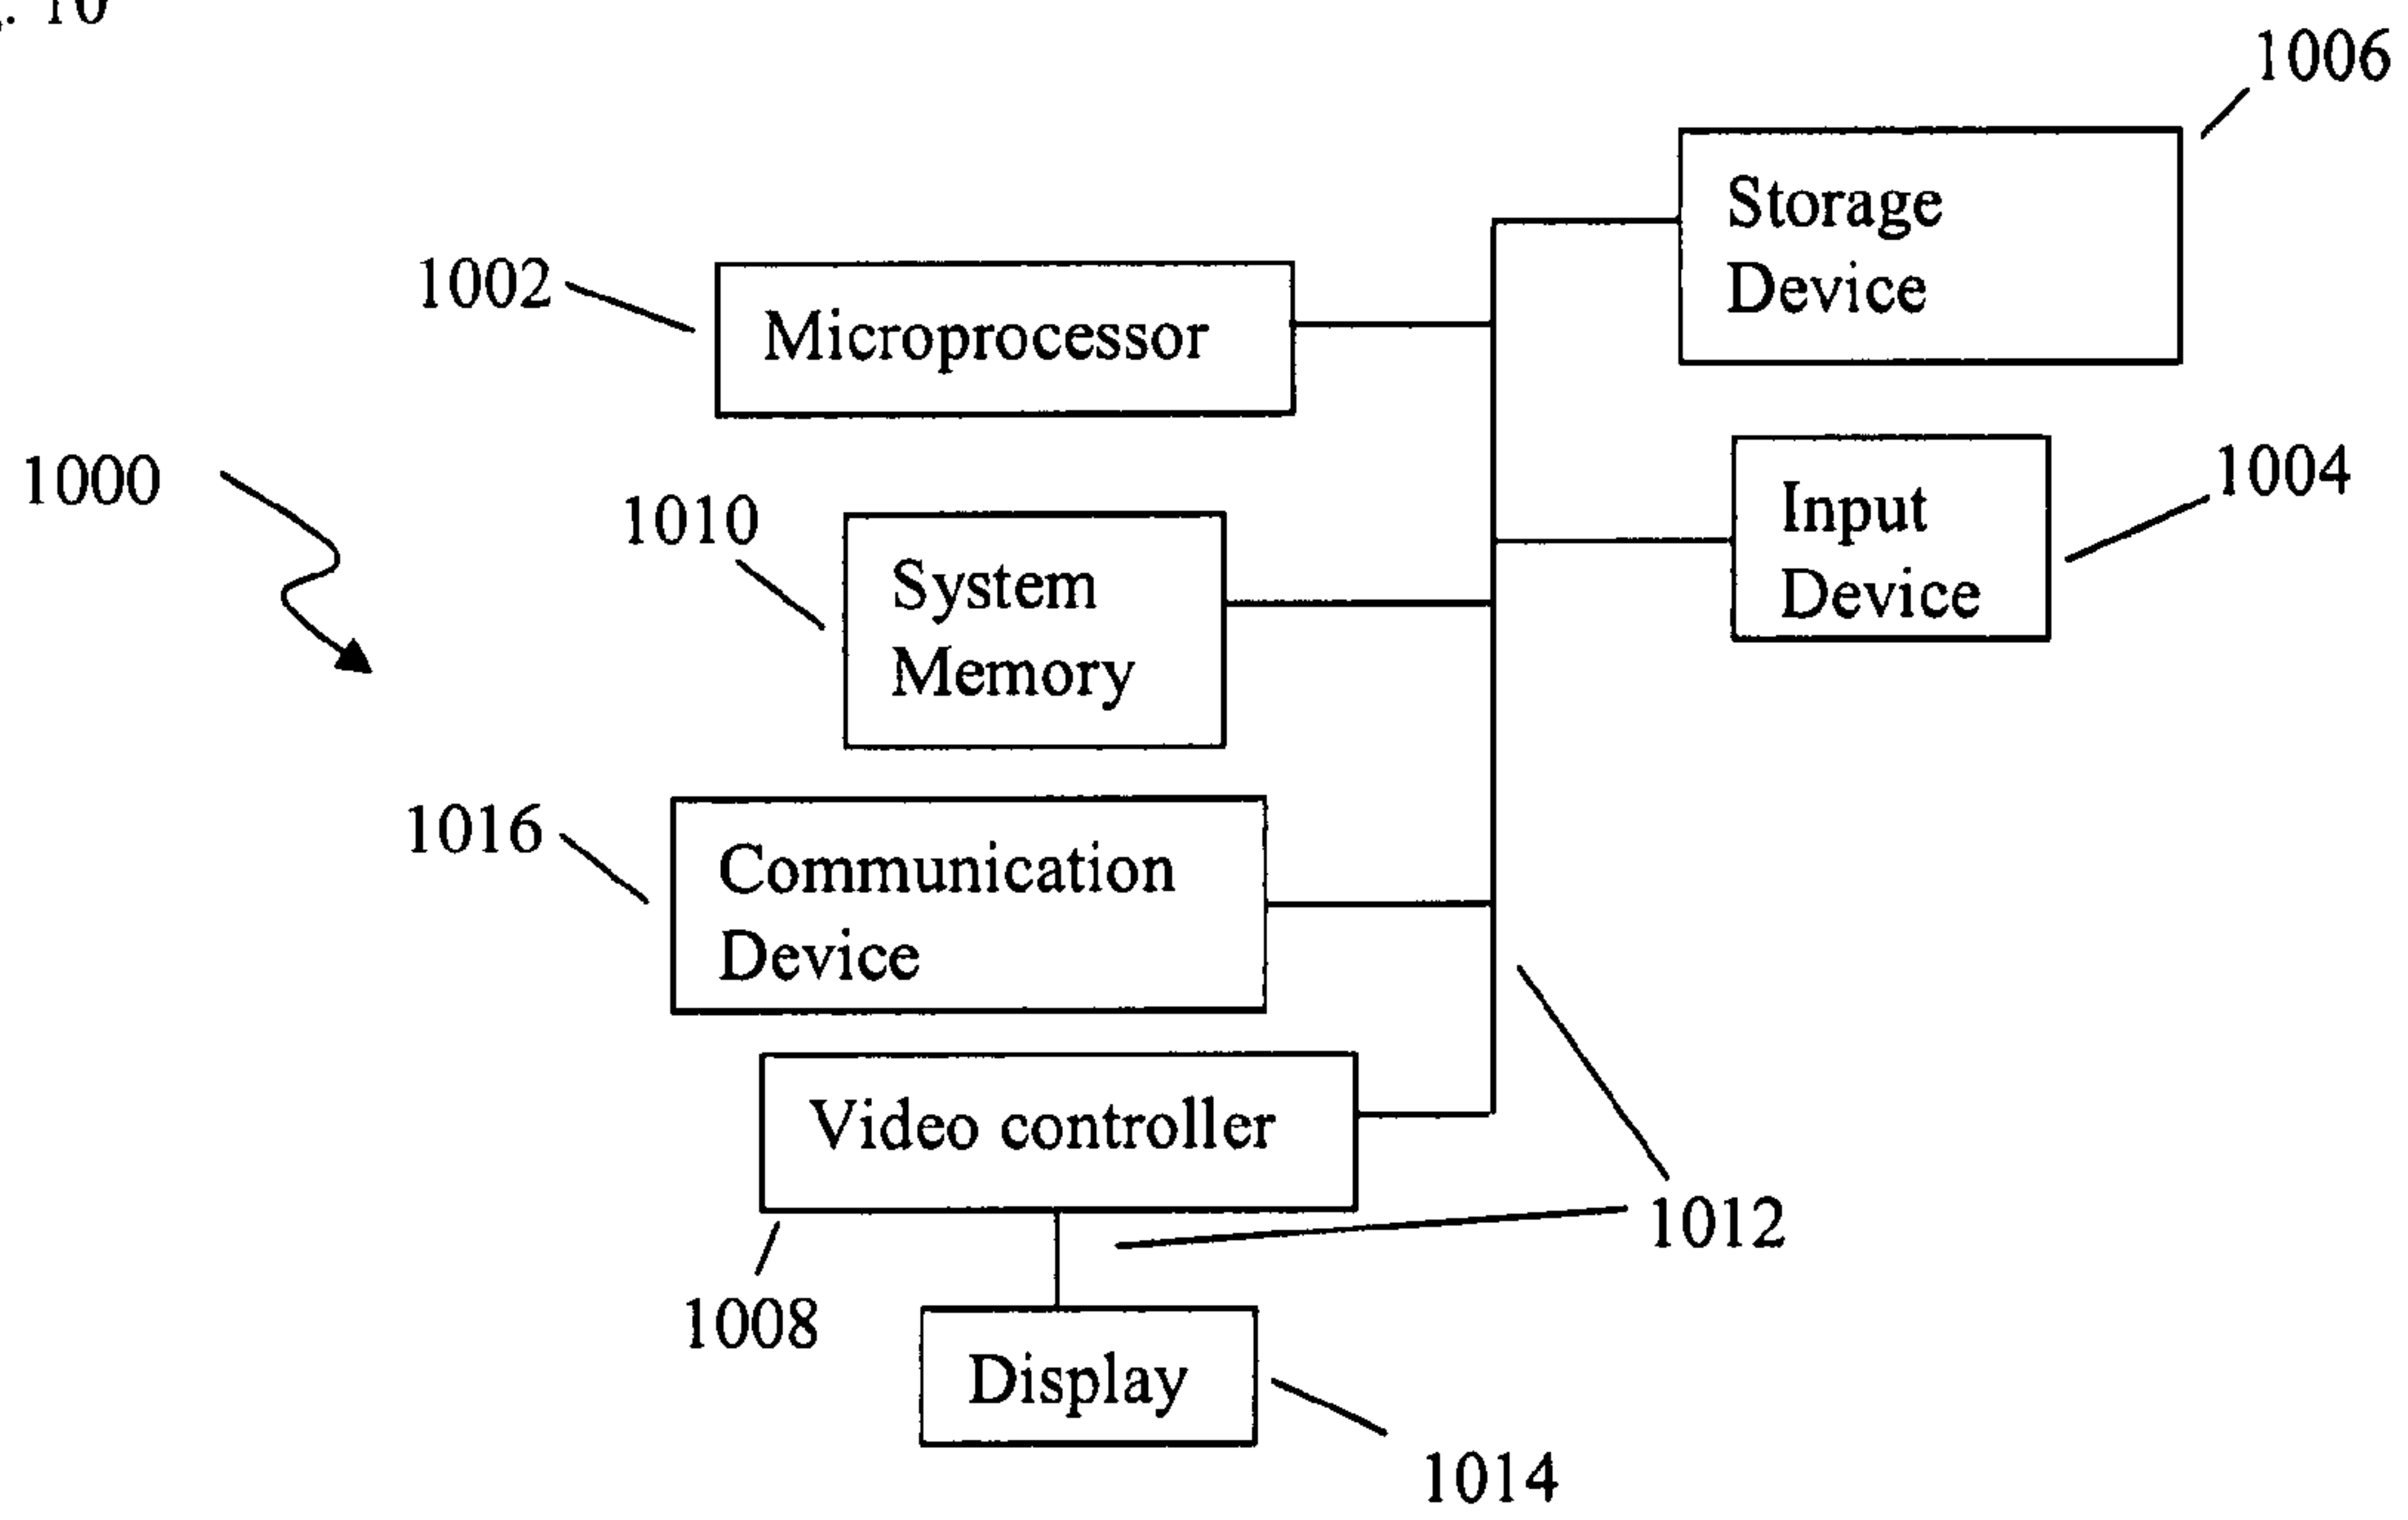 . 10
1006
Storage
Device
1002
Microprocessor
1000
1004
Input
Device
1010
System
Memory
1016
Communication
Device
Video controller
1012
1008
Display
1014